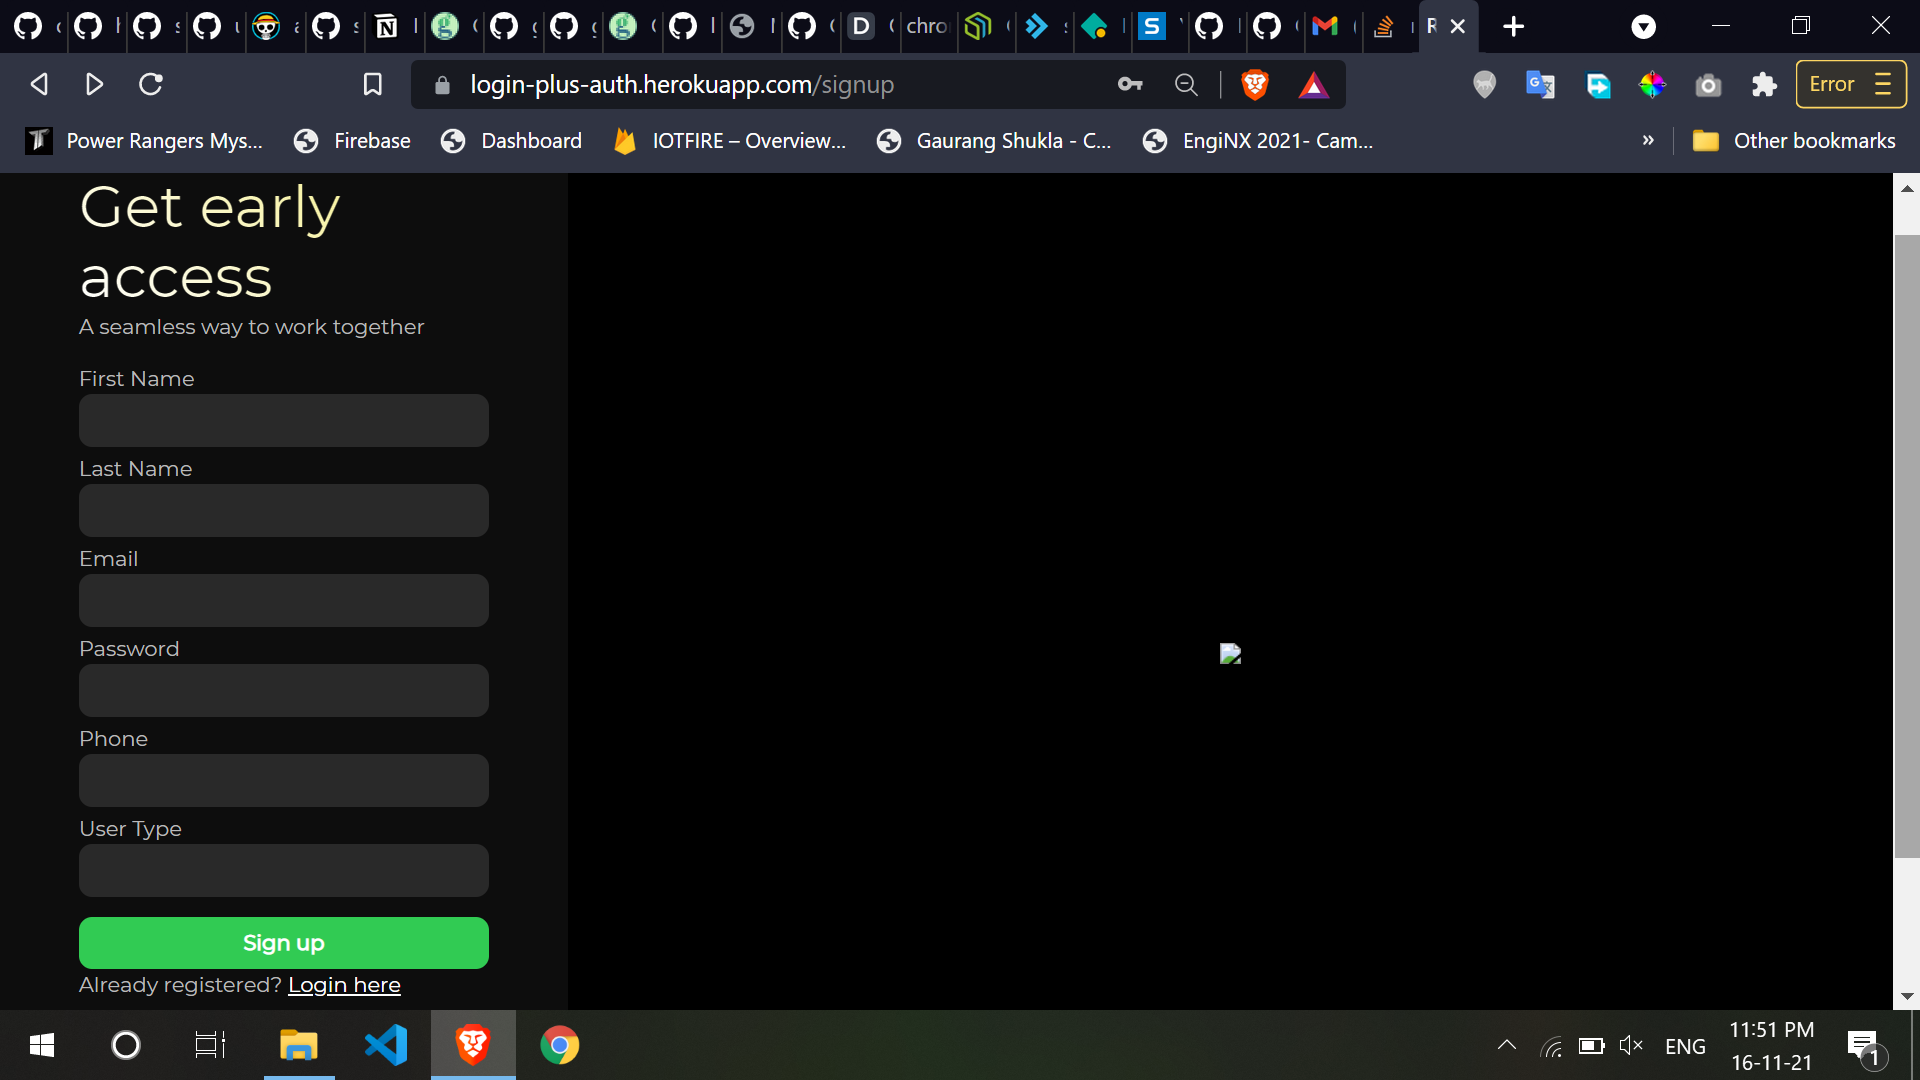 chro
R
login-plus-auth.herokuapp.com/signup
Error
Power Rangers Mys...
Firebase
Dashboard
IOTFIRE – Overview...
Gaurang Shukla - C...
EngiNX 2021- Cam...
»
Other bookmarks
Get early
access
A seamless way to work together
First Name
Last Name
Email
Password
Phone
User Type
Sign up
Already registered? Login here
ENG
11:51 PM
16-11-21
1